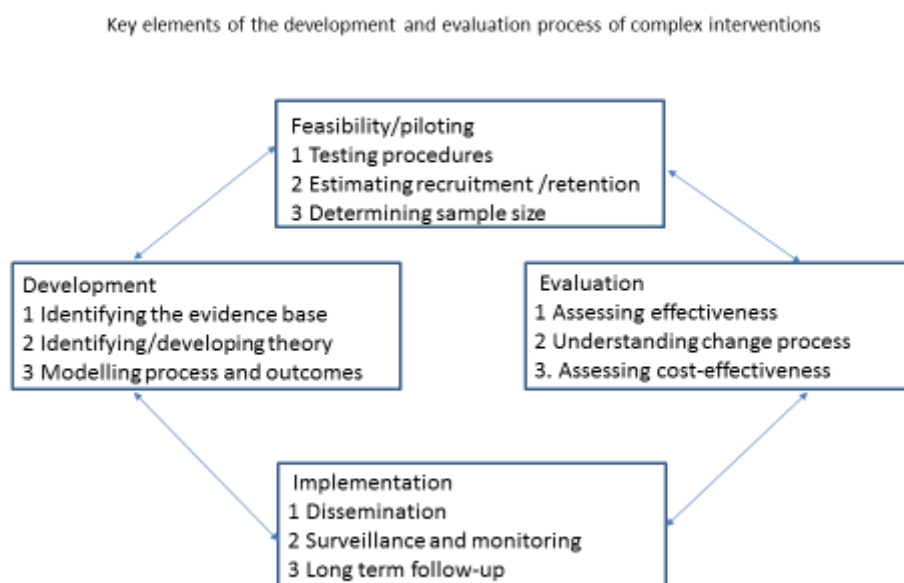 Key elements of the development and evaluation process of complex interventions
Feasibility/piloting
1 Testing procedures
2 Estimating recruitment /retention
3 Determining sample size
Development
1 Identifying the evidence base
2 Identifying/developing theory
3 Modelling process and outcomes
Evaluation
1 Assessing effectiveness
2 Understanding change process
3. Assessing cost-effectiveness
Implementation
1 Dissemination
2 Surveillance and monitoring
3 Long term follow-up